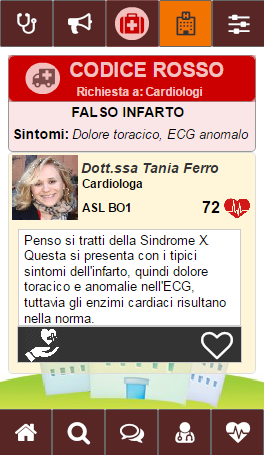 CODICE ROSSO
Richiesta a: Cardiologi
FALSO INFARTO
Sintomi: Dolore toracico, ECG anomalo
Dott.ssa Tania Ferro
Cardiologa
ASL BO1 72
Penso si tratti della Sindrome X.
Questa si presenta con i tipici
sintomi dell'infarto, quindi dolore
toracico e anomalie nell'ECG,
tuttavia gli enzimi cardiaci risultano
nella norma.